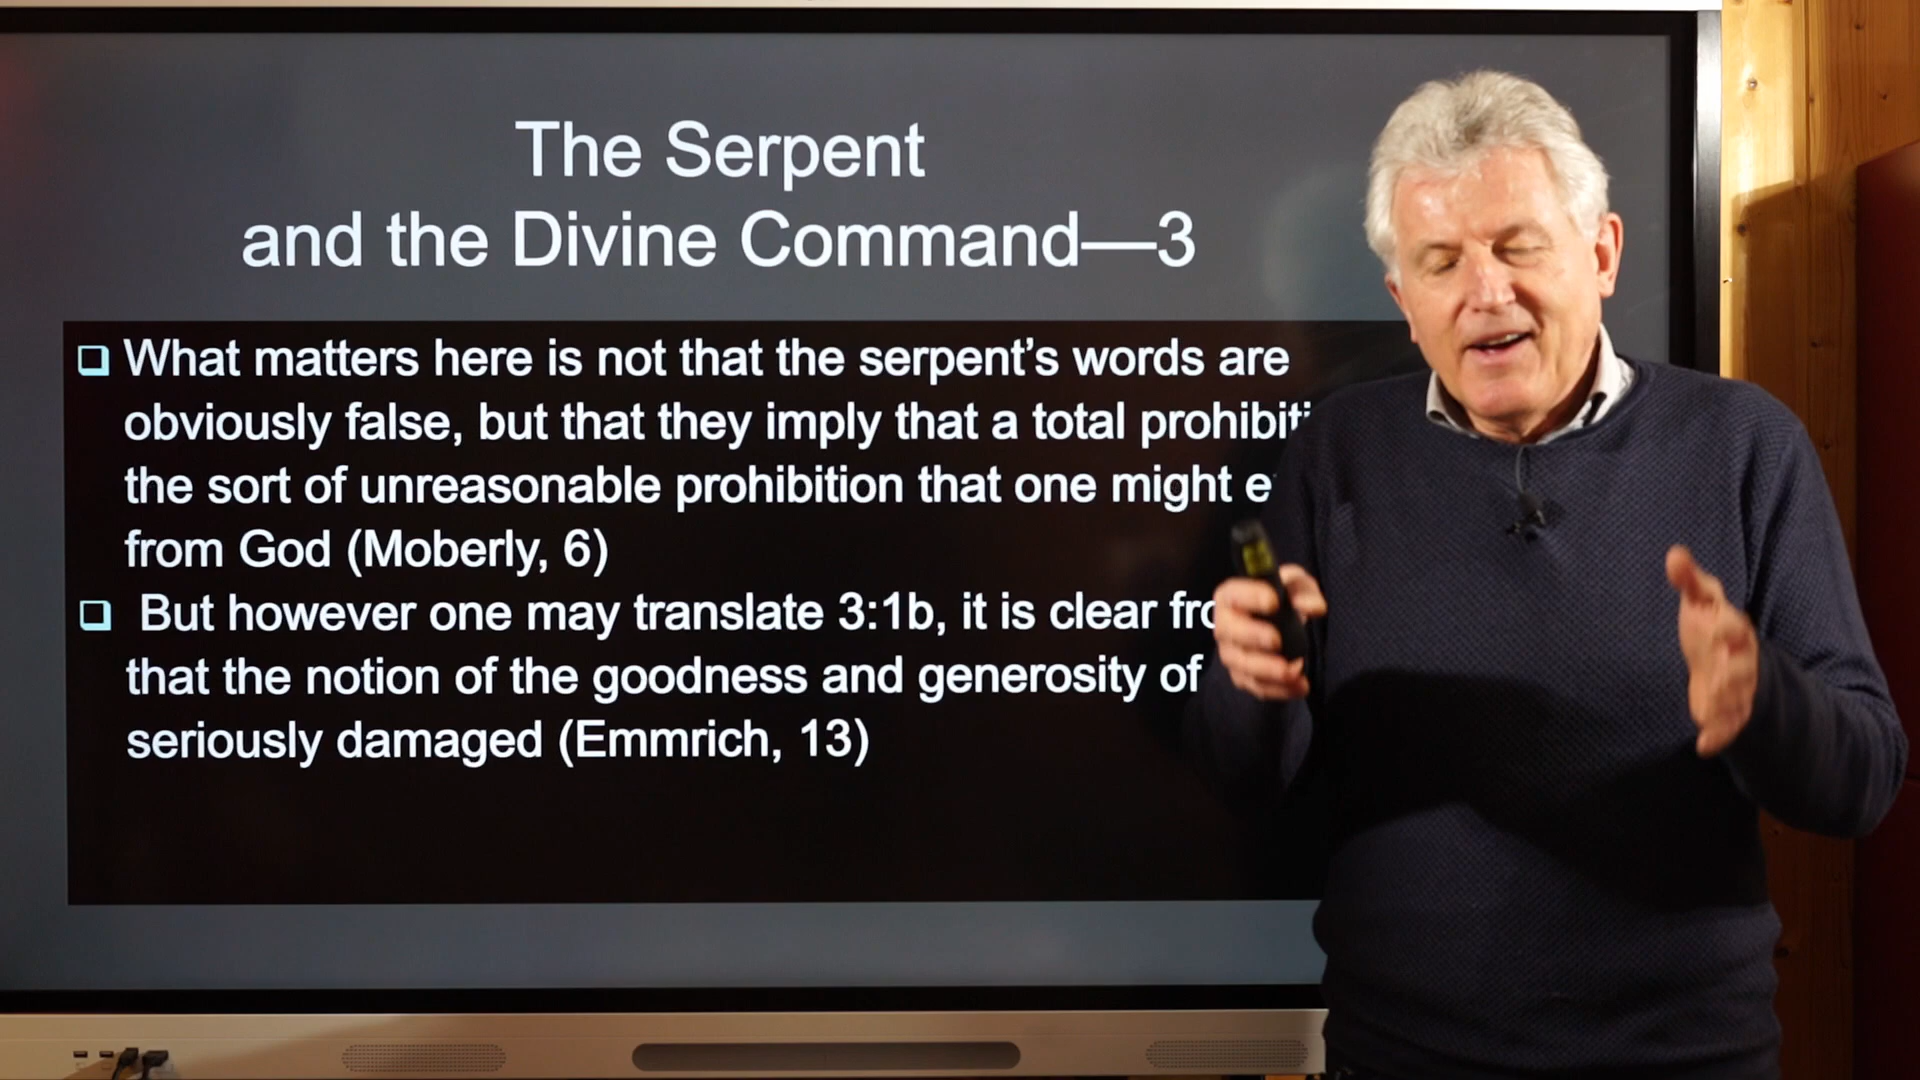 The Serpent
and the Divine Command—3
What matters here is not that the serpent’s words are
obviously false, but that they imply that a total
the sort of unreasonable prohibition that one might
from God (Moberly, 6)
But however one may translate 3:1b, it is clear
that the notion of the goodness and generosity of
seriously damaged (Emmrich, 13)